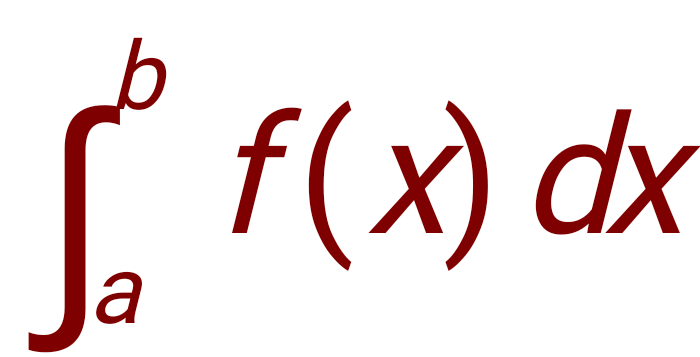 ∫ₐᵇ f(x) dx